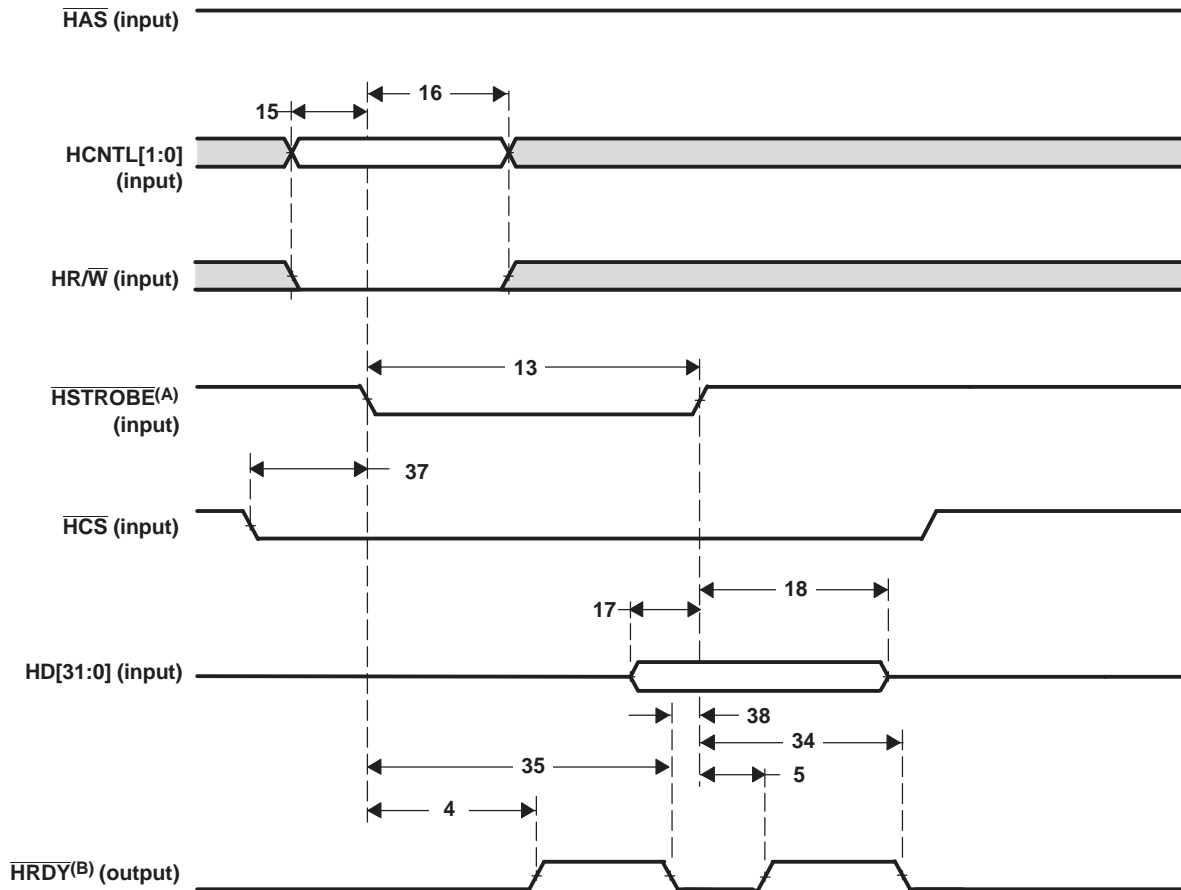 HAS (input)
16
15
HCNTL[1:0]
(input)
HR/W (input)
13
HSTROBE(A)
(input)
37
HCS (input)
18
17
HD[31:0] (input)
38
34
35
5
4
HRDY(B) (output)